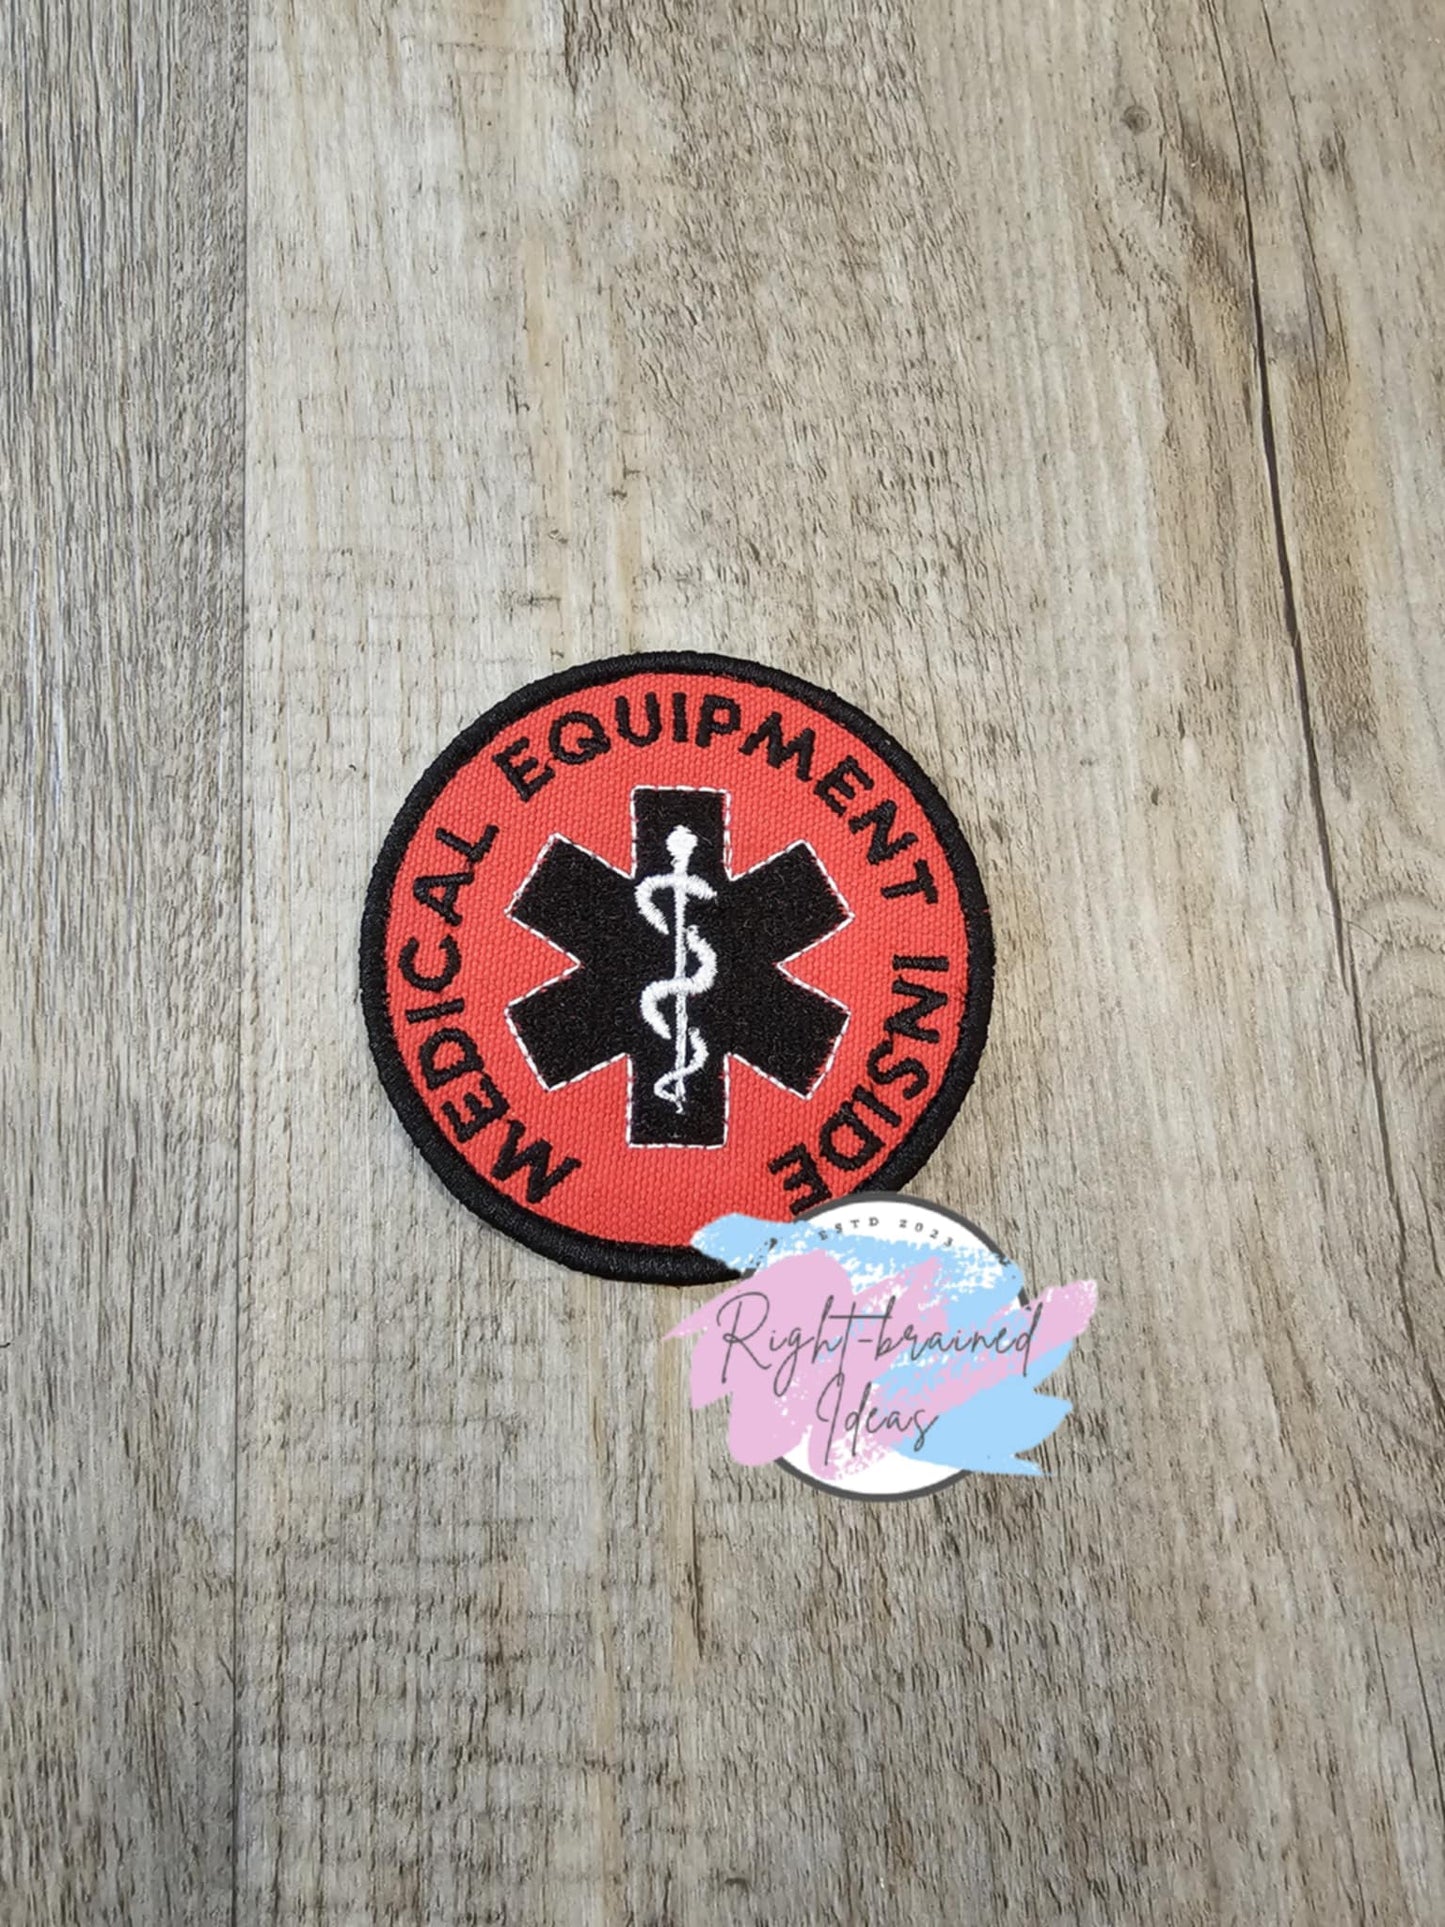 MEDICAL EQUIPMENT INSIDE
ESTD 2023
Right-brained
Ideas